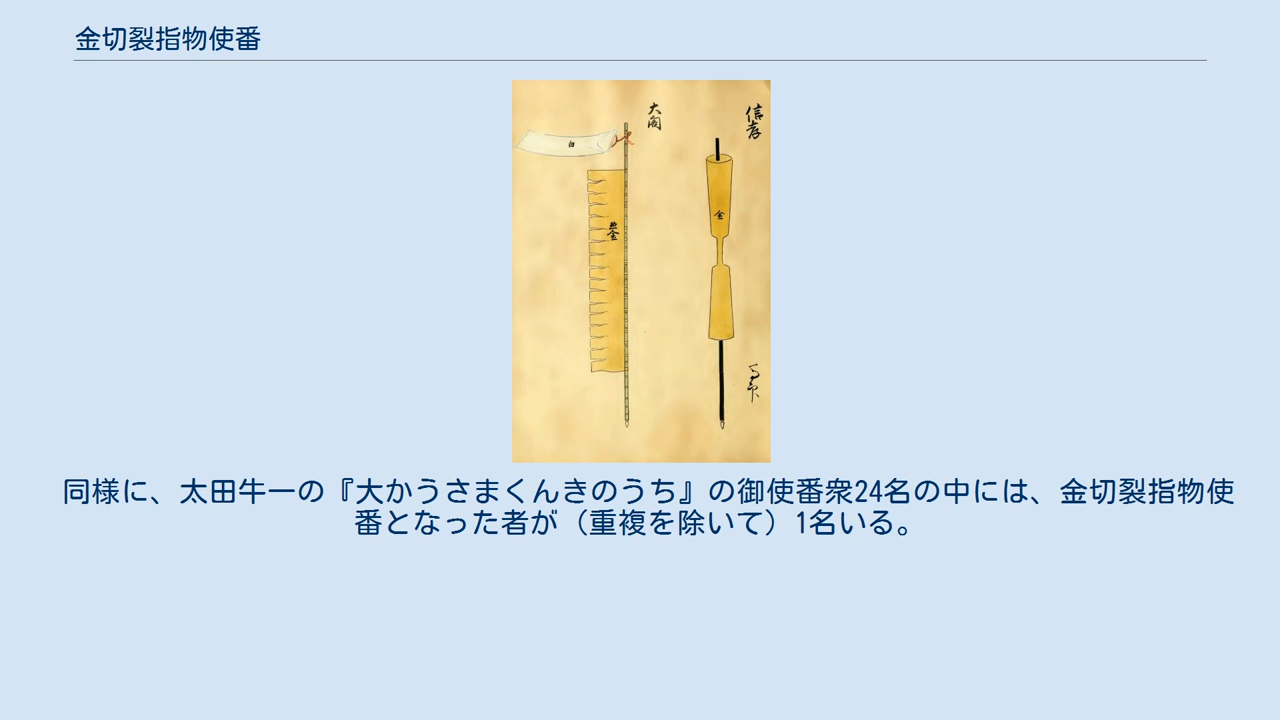 金切裂指物使番
大閤
信孝
白
金
同様に、太田牛一の『大かうさまくんきのうち』の御使番衆24名の中には、金切裂指物使
番となった者が（重複を除いて）1名いる。